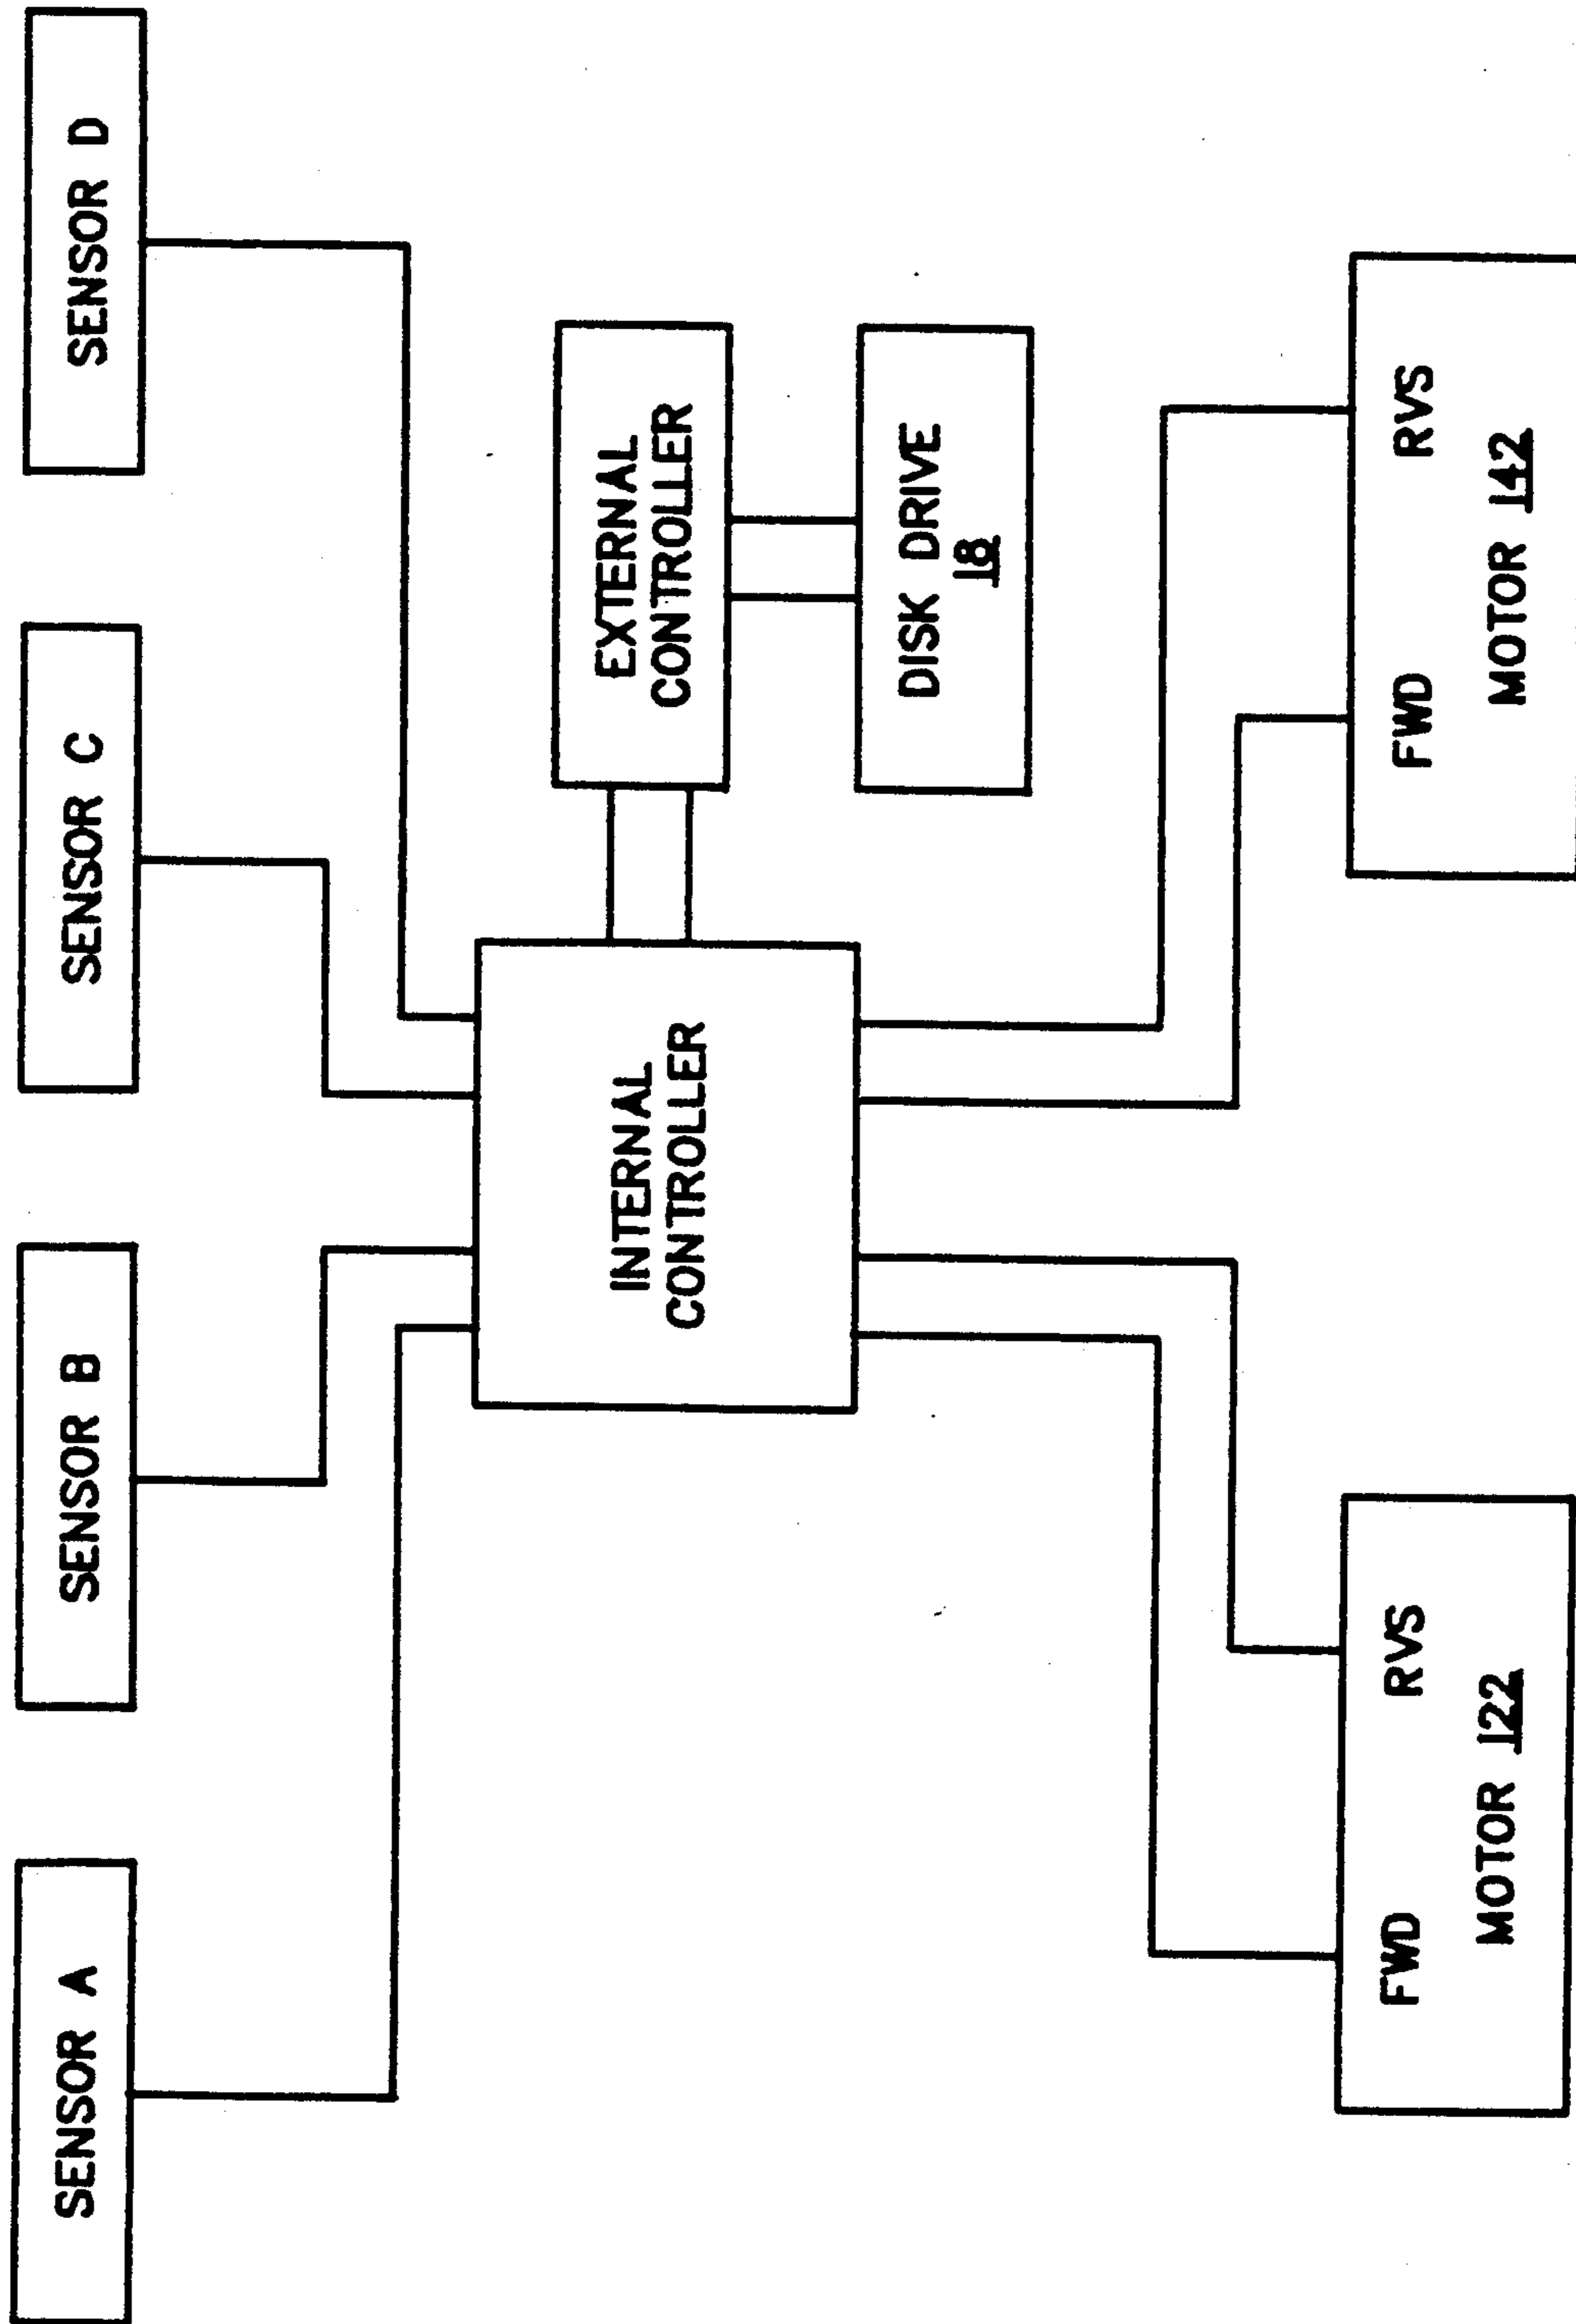 SENSOR A
SENSOR B
SENSOR C
SENSOR D
INTERNAL
CONTROLLER
EXTERNAL
CONTROLLER
DISK DRIVE
18
FWD
RVS
MOTOR 122
FWD
RVS
MOTOR 142